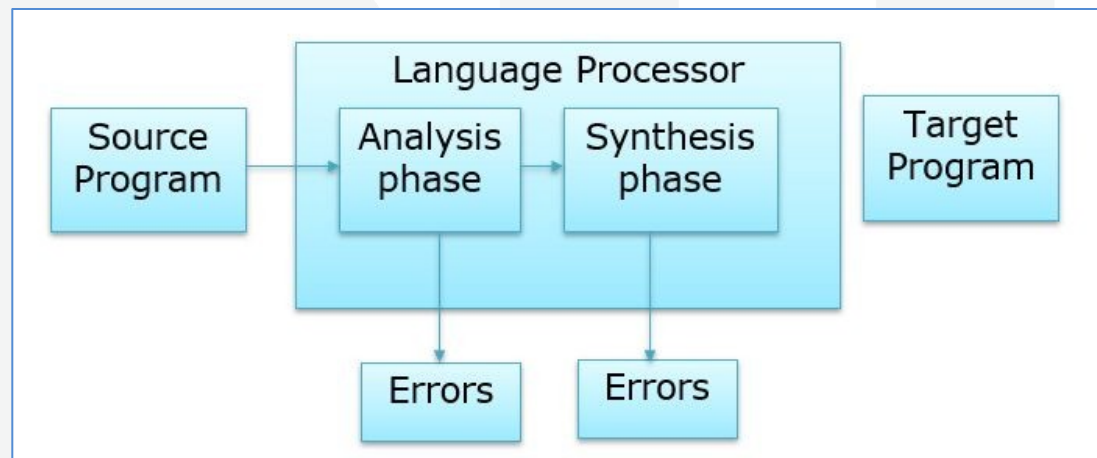 Language Processor
Source
Program
Analysis
phase
Synthesis
phase
Target
Program
Errors
Errors